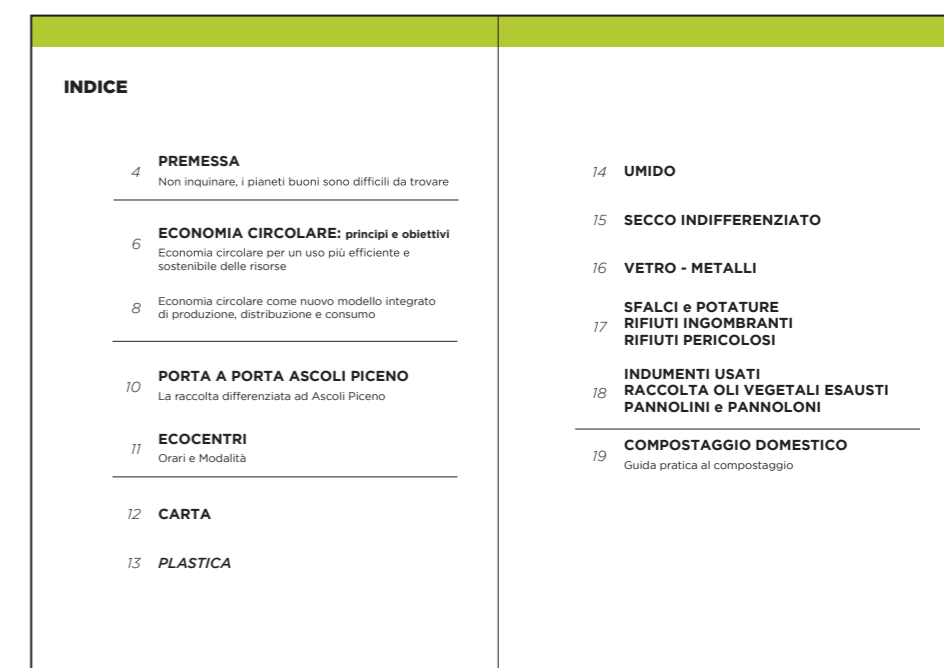 INDICE
4
PREMESSA
Non inquinare, i pianeti buoni sono difficili da trovare
6
ECONOMIA CIRCOLARE: principi e obiettivi
Economia circolare per un uso più efficiente e
sostenibile delle risorse
8
Economia circolare come nuovo modello integrato
di produzione, distribuzione e consumo
10
PORTA A PORTA ASCOLI PICENO
La raccolta differenziata ad Ascoli Piceno
11
ECOCENTRI
Orari e Modalità
12 CARTA
13 PLASTICA
14 UMIDO
15 SECCO INDIFFERENZIATO
16 VETRO - METALLI
17
SFALCI e POTATURE
RIFIUTI INGOMBRANTI
RIFIUTI PERICOLOSI
18
INDUMENTI USATI
RACCOLTA OLI VEGETALI ESAUSTI
PANNOLINI e PANNOLONI
19
COMPOSTAGGIO DOMESTICO
Guida pratica al compostaggio